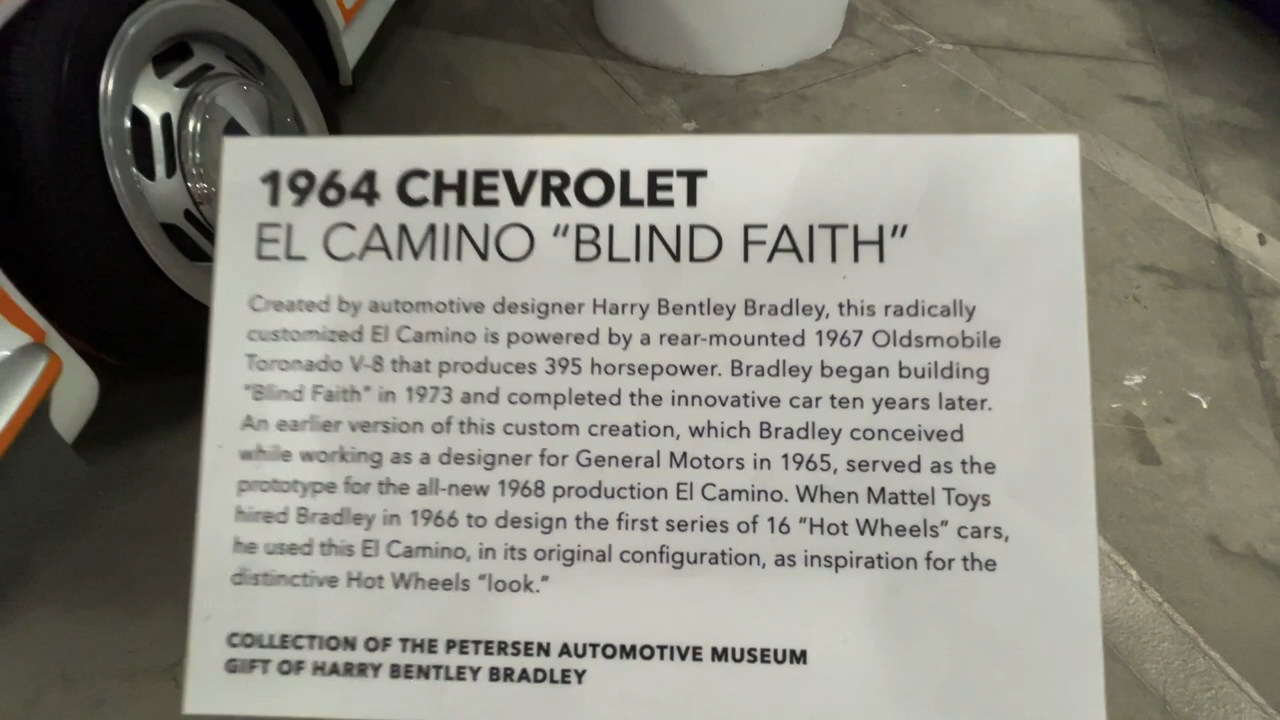 1964 CHEVROLET
EL CAMINO “BLIND FAITH”
Created by automotive designer Harry Bentley Bradley, this radically
customized El Camino is powered by a rear-mounted 1967 Oldsmobile
Toronado V-8 that produces 395 horsepower. Bradley began building
“Blind Faith” in 1973 and completed the innovative car ten years later.
An earlier version of this custom creation, which Bradley conceived
while working as a designer for General Motors in 1965, served as the
prototype for the all-new 1968 production El Camino. When Mattel Toys
hired Bradley in 1966 to design the first series of 16 “Hot Wheels” cars,
he used this El Camino, in its original configuration, as inspiration for the
distinctive Hot Wheels “look.”
COLLECTION OF THE PETERSEN AUTOMOTIVE MUSEUM
GIFT OF HARRY BENTLEY BRADLEY